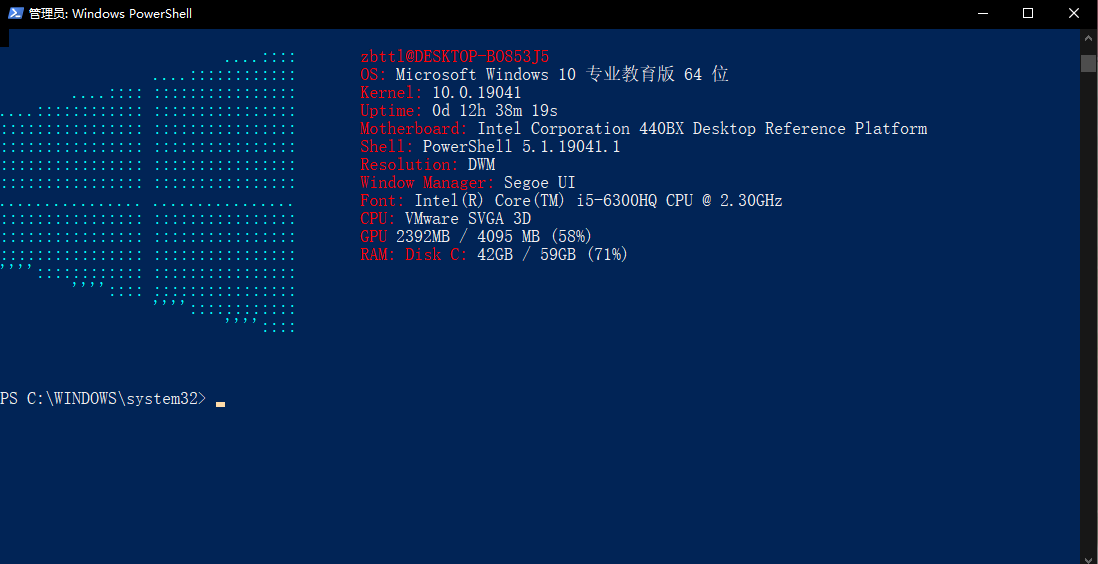 管理员: Windows PowerShell
zbttl@DESKTOP-BO853J5
OS: Microsoft Windows 10 专业教育版 64 位
Kernel: 10.0.19041
Uptime: 0d 12h 38m 19s
Motherboard: Intel Corporation 440BX Desktop Reference Platform
Shell: PowerShell 5.1.19041.1
Resolution: DWM
Window Manager: Segoe UI
Font: Intel(R) Core(TM) i5-6300HQ CPU @ 2.30GHz
CPU: VMware SVGA 3D
GPU 2392MB / 4095 MB (58%)
RAM: Disk C: 42GB / 59GB (71%)
PS C:\WINDOWS\system32>